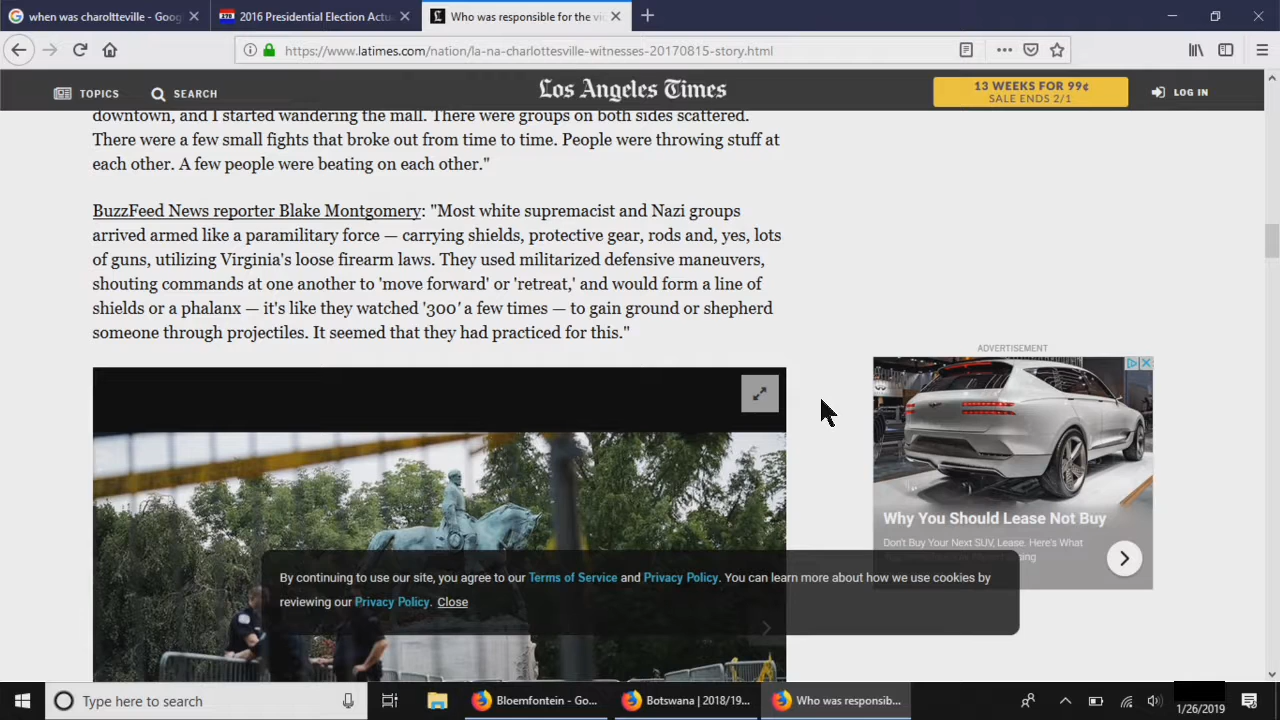 when was charoltteville - Goog
2016 Presidential Election Actu
Who was responsible for the vi
https://www.latimes.com/nation/la-na-charlottesville-witnesses-20170815-story.html
TOPICS
SEARCH
Los Angeles Times
13 WEEKS FOR 99¢
SALE ENDS 2/1
LOG IN
downtown, and I started wandering the mall. There were groups on both sides scattered.
There were a few small fights that broke out from time to time. People were throwing stuff at
each other. A few people were beating on each other."
BuzzFeed News reporter Blake Montgomery: "Most white supremacist and Nazi groups
arrived armed like a paramilitary force — carrying shields, protective gear, rods and, yes, lots
of guns, utilizing Virginia's loose firearm laws. They used militarized defensive maneuvers,
shouting commands at one another to 'move forward' or 'retreat,' and would form a line of
shields or a phalanx — it's like they watched '300' a few times — to gain ground or shepherd
someone through projectiles. It seemed that they had practiced for this."
ADVERTISEMENT
Why You Should Lease Not Buy
Don't Buy Your Next SUV, Lease. Here's What
By continuing to use our site, you agree to our Terms of Service and Privacy Policy. You can learn more about how we use cookies by
reviewing our Privacy Policy. Close
Type here to search
Bloemfontein - Go...
Botswana | 2018/19...
Who was responsib...
1/26/2019